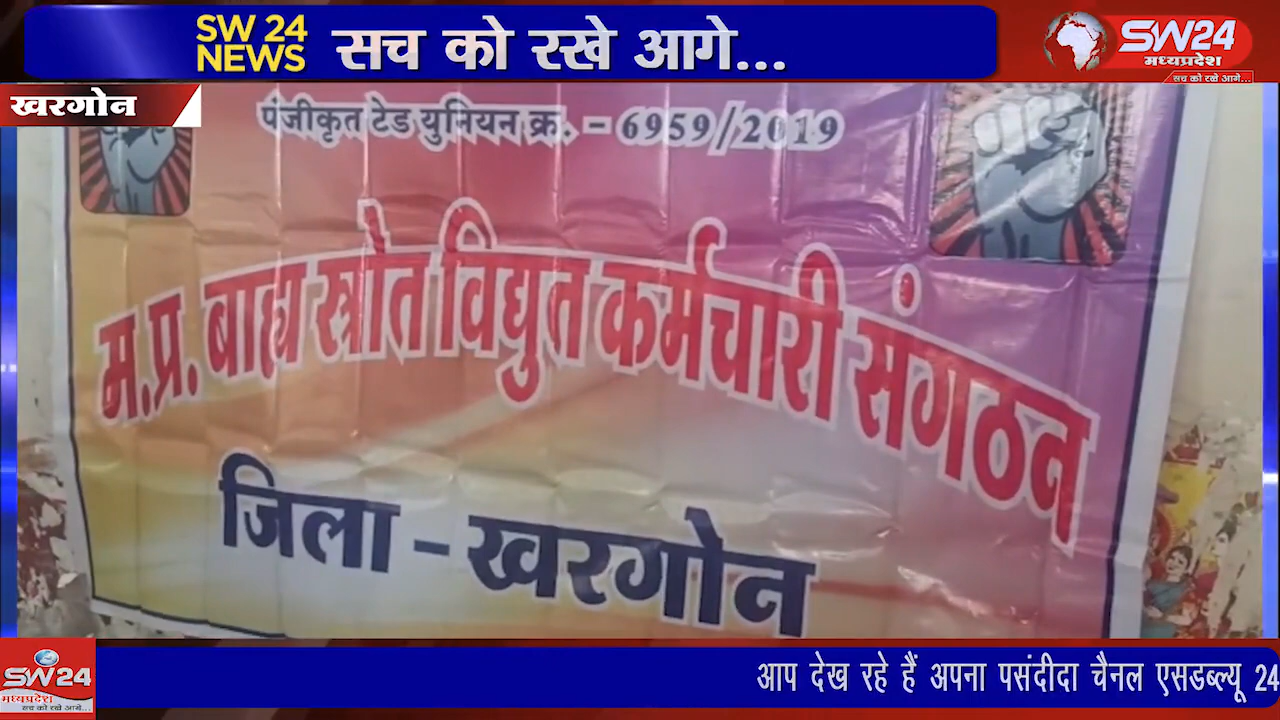 SW 24
NEWS
सच को रखे आगे...
SW24
मध्यप्रदेश
सच को रखे आगे...
खरगोन
पंजीकृत टेड युनियन क्र. - 6959/2019
म.प्र. बाह्य स्त्रोत विद्युत कर्मचारी संगठन
जिला - खरगोन
SW24
मध्यप्रदेश
सच को रखे आगे...
आप देख रहे हैं अपना पसंदीदा चैनल एसडब्ल्यू 24